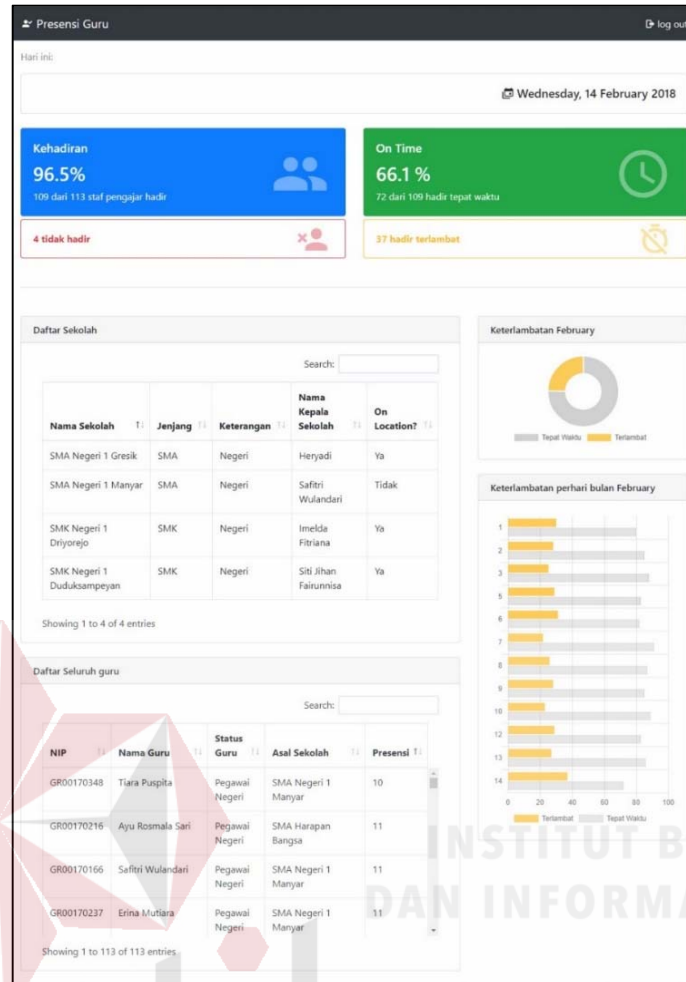 Presensi Guru
log out
Hari ini:
Wednesday, 14 February 2018
Kehadiran
96.5%
109 dari 113 staf pengajar hadir
On Time
66.1 %
72 dari 109 hadir tepat waktu
4 tidak hadir
37 hadir terlambat
Daftar Sekolah
Search:
Nama Sekolah Jenjang Keterangan Nama Kepala Sekolah On Location?
SMA Negeri 1 Gresik SMA Negeri Heryadi Ya
SMA Negeri 1 Manyar SMA Negeri Safitri Wulandari Tidak
SMK Negeri 1 Driyorejo SMK Negeri Imelda Fitriana Ya
SMK Negeri 1 Duduksampeyan SMK Negeri Siti Jihan Fairunnisa Ya
Showing 1 to 4 of 4 entries
Daftar Seluruh guru
Search:
NIP Nama Guru Status Guru Asal Sekolah Presensi
GR00170348 Tiara Puspita Pegawai Negeri SMA Negeri 1 Manyar 10
GR00170216 Ayu Rosmala Sari Pegawai Negeri SMA Harapan Bangsa 11
GR00170166 Safitri Wulandari Pegawai Negeri SMA Negeri 1 Manyar 11
GR00170237 Erina Mutiara Pegawai Negeri SMA Negeri 1 Manyar 11
Showing 1 to 113 of 113 entries
Keterlambatan February
Tepat Waktu Terlambat
Keterlambatan perhari bulan February
1
2
3
5
6
7
8
9
10
12
13
14
0 20 40 60 80 100
Terlambat Tepat Waktu
INSTITUT B
DAN INFORMA